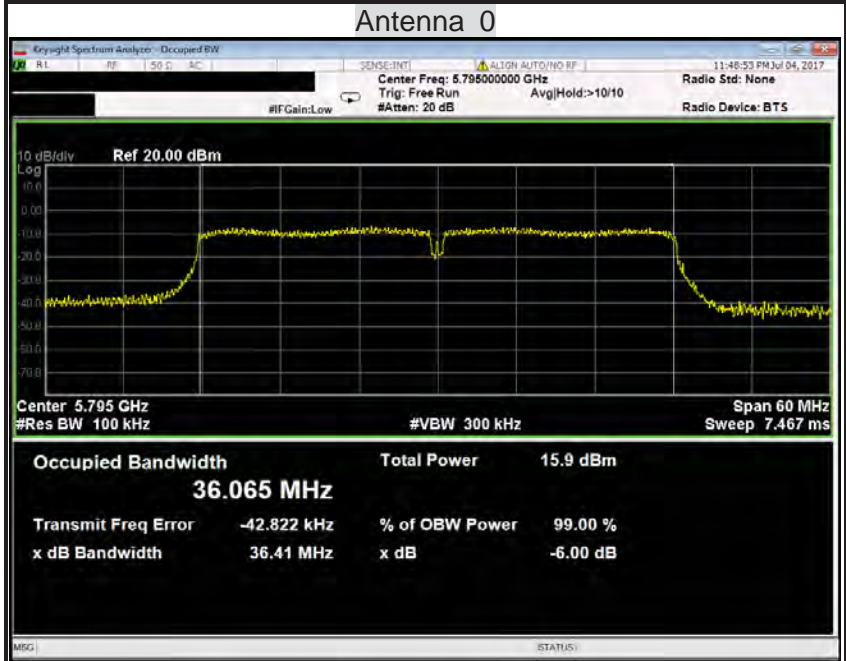 Antenna 0
Keysight Spectrum Analyzer - Occupied BW
RL RF 50 Ω AC SENSE:INT ALIGN AUTO/NO RF 11:48:53 PM Jul 04, 2017
Center Freq: 5.795000000 GHz Radio Std: None
Trig: Free Run Avg|Hold:>10/10
#IFGain:Low #Atten: 20 dB Radio Device: BTS
10 dB/div Ref 20.00 dBm
Log
10.0
0.00
-10.0
-20.0
-30.0
-40.0
-50.0
-60.0
-70.0
Center 5.795 GHz Span 60 MHz
#Res BW 100 kHz #VBW 300 kHz Sweep 7.467 ms
Occupied Bandwidth Total Power 15.9 dBm
36.065 MHz
Transmit Freq Error -42.822 kHz % of OBW Power 99.00 %
x dB Bandwidth 36.41 MHz x dB -6.00 dB
MSG STATUS